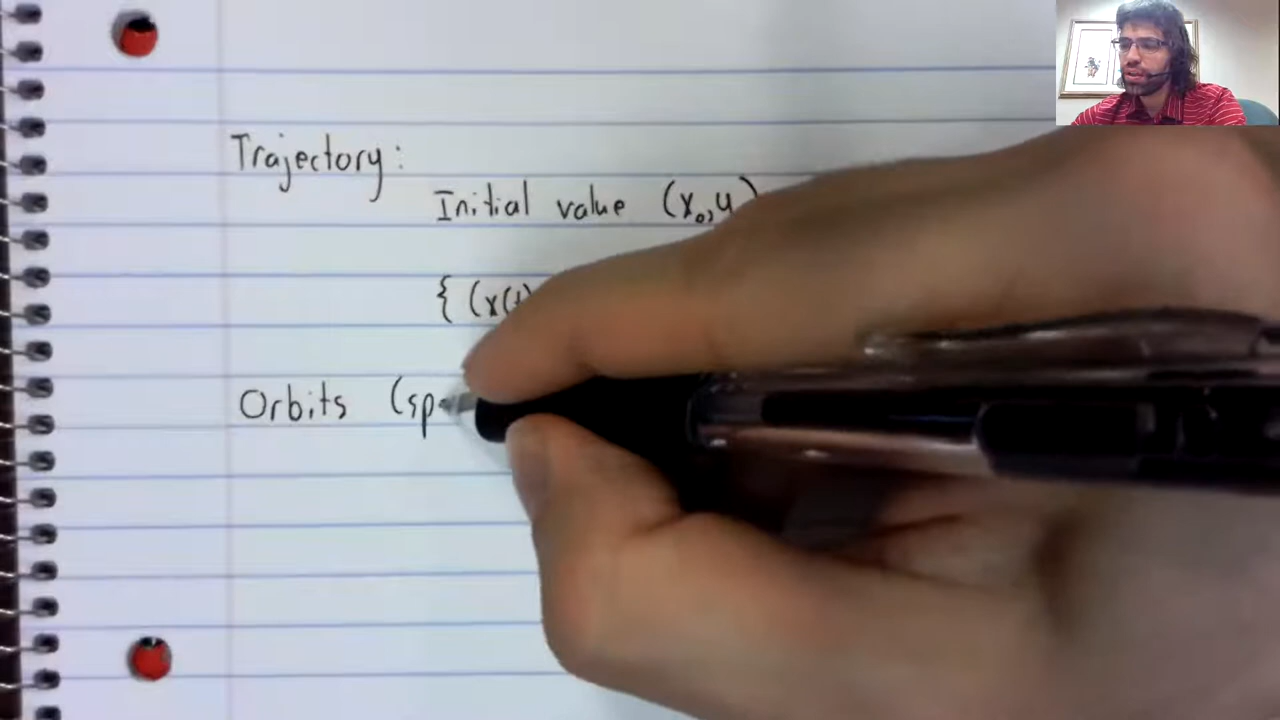 Trajectory:
Initial value (x₀, y
{ (x(t)
Orbits (sp